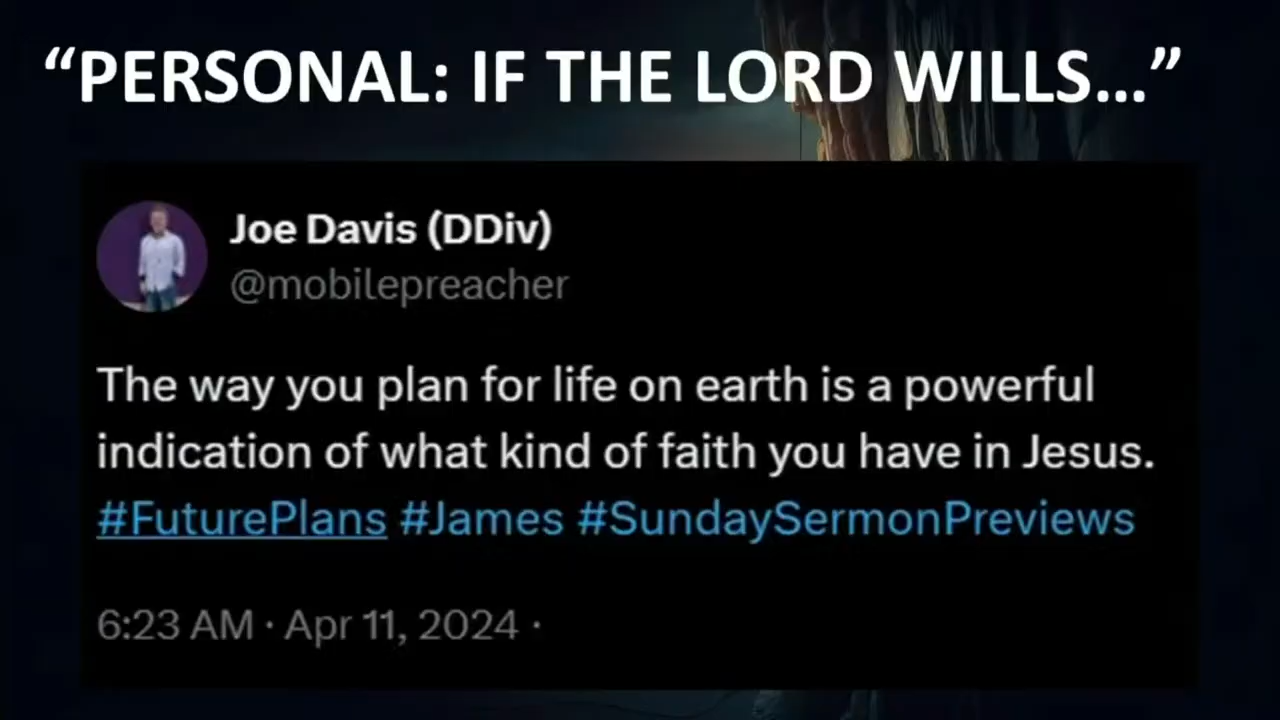 “PERSONAL: IF THE LORD WILLS...”
Joe Davis (DDiv)
@mobilepreacher
The way you plan for life on earth is a powerful
indication of what kind of faith you have in Jesus.
#FuturePlans #James #SundaySermonPreviews
6:23 AM · Apr 11, 2024 ·